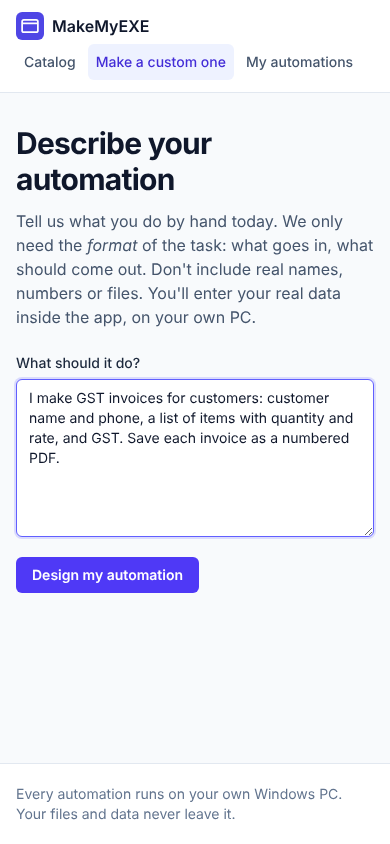 MakeMyEXE
Catalog
Make a custom one
My automations
Describe your
automation
Tell us what you do by hand today. We only
need the format of the task: what goes in, what
should come out. Don't include real names,
numbers or files. You'll enter your real data
inside the app, on your own PC.
What should it do?
I make GST invoices for customers: customer
name and phone, a list of items with quantity and
rate, and GST. Save each invoice as a numbered
PDF.
Design my automation
Every automation runs on your own Windows PC.
Your files and data never leave it.